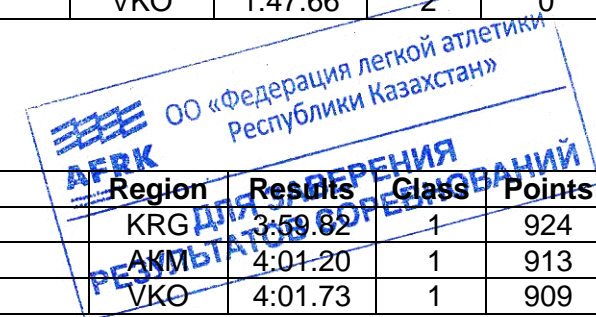 VKO 1:47.66 2 0
ОО «Федерация легкой атлетики
Республики Казахстан»
AFRK
ДЛЯ ЗАВЕРЕНИЯ
РЕЗУЛЬТАТОВ СОРЕВНОВАНИЙ
Region Results Class Points
KRG 3:59.82 1 924
AKM 4:01.20 1 913
VKO 4:01.73 1 909